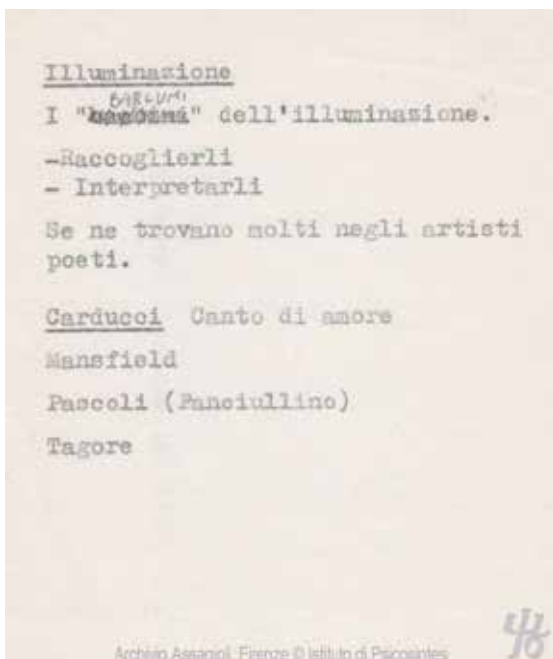 Illuminazione
BARLUMI
I "bambini" dell'illuminazione.
-Raccoglierli
- Interpretarli
Se ne trovano molti negli artisti
poeti.
Carducci Canto di amore
Mansfield
Pascoli (Fanciullino)
Tagore
Archivio Assagioli, Firenze © Istituto di Psicosintesi